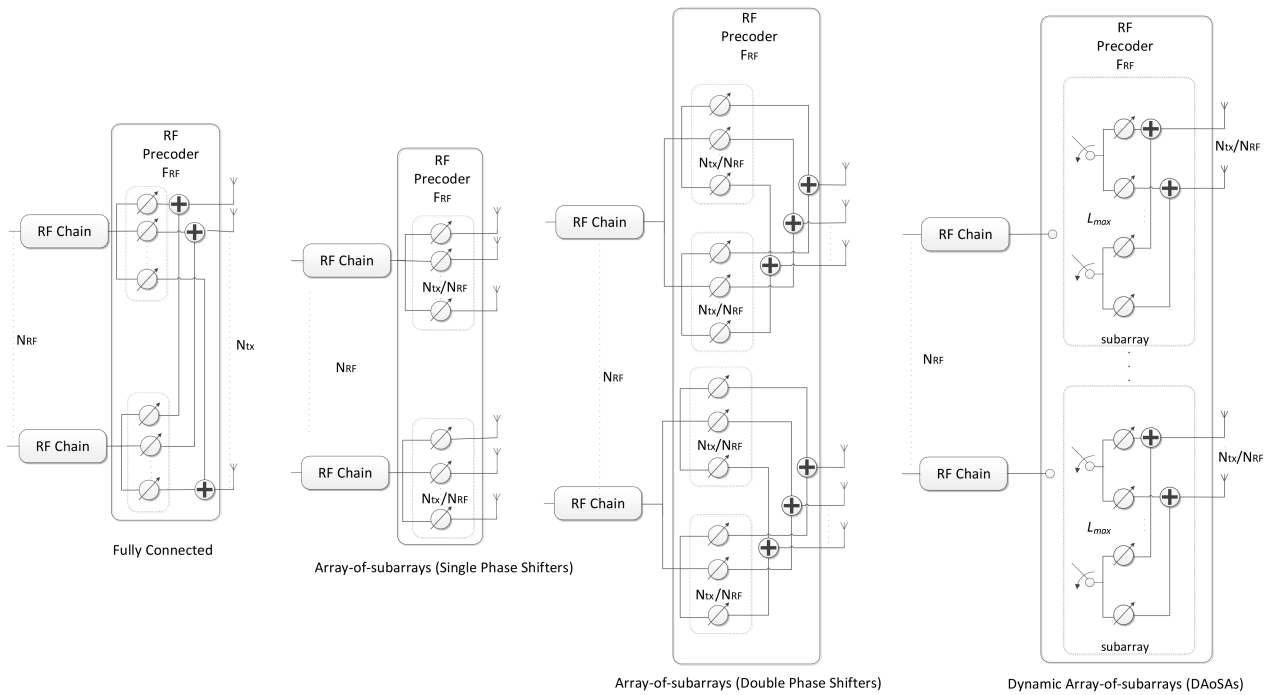 RF
Precoder
FRF
RF Chain
NRF
Ntx
RF Chain
Fully Connected
RF
Precoder
FRF
RF Chain
Ntx/NRF
NRF
RF Chain
Ntx/NRF
Array-of-subarrays (Single Phase Shifters)
RF
Precoder
FRF
Ntx/NRF
RF Chain
Ntx/NRF
NRF
Ntx/NRF
RF Chain
Ntx/NRF
Array-of-subarrays (Double Phase Shifters)
RF
Precoder
FRF
Ntx/NRF
RF Chain
Lmax
subarray
NRF
Ntx/NRF
RF Chain
Lmax
subarray
Dynamic Array-of-subarrays (DAoSAs)